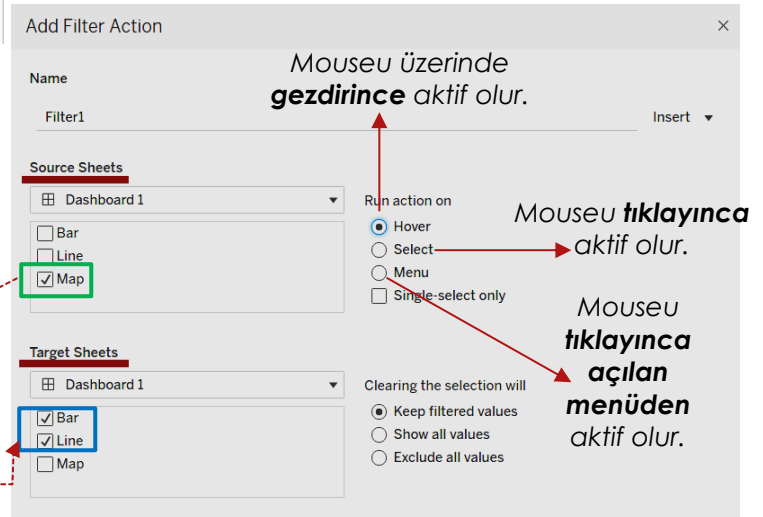 Add Filter Action
Mouseu üzerinde
gezdirince aktif olur.
Name
Filter1
Insert
Source Sheets
Dashboard 1
Bar
Line
Map
Run action on
Hover
Select
Menu
Single-select only
Mouseu tıklayınca
aktif olur.
Mouseu
tıklayınca
açılan
menüden
aktif olur.
Target Sheets
Dashboard 1
Bar
Line
Map
Clearing the selection will
Keep filtered values
Show all values
Exclude all values